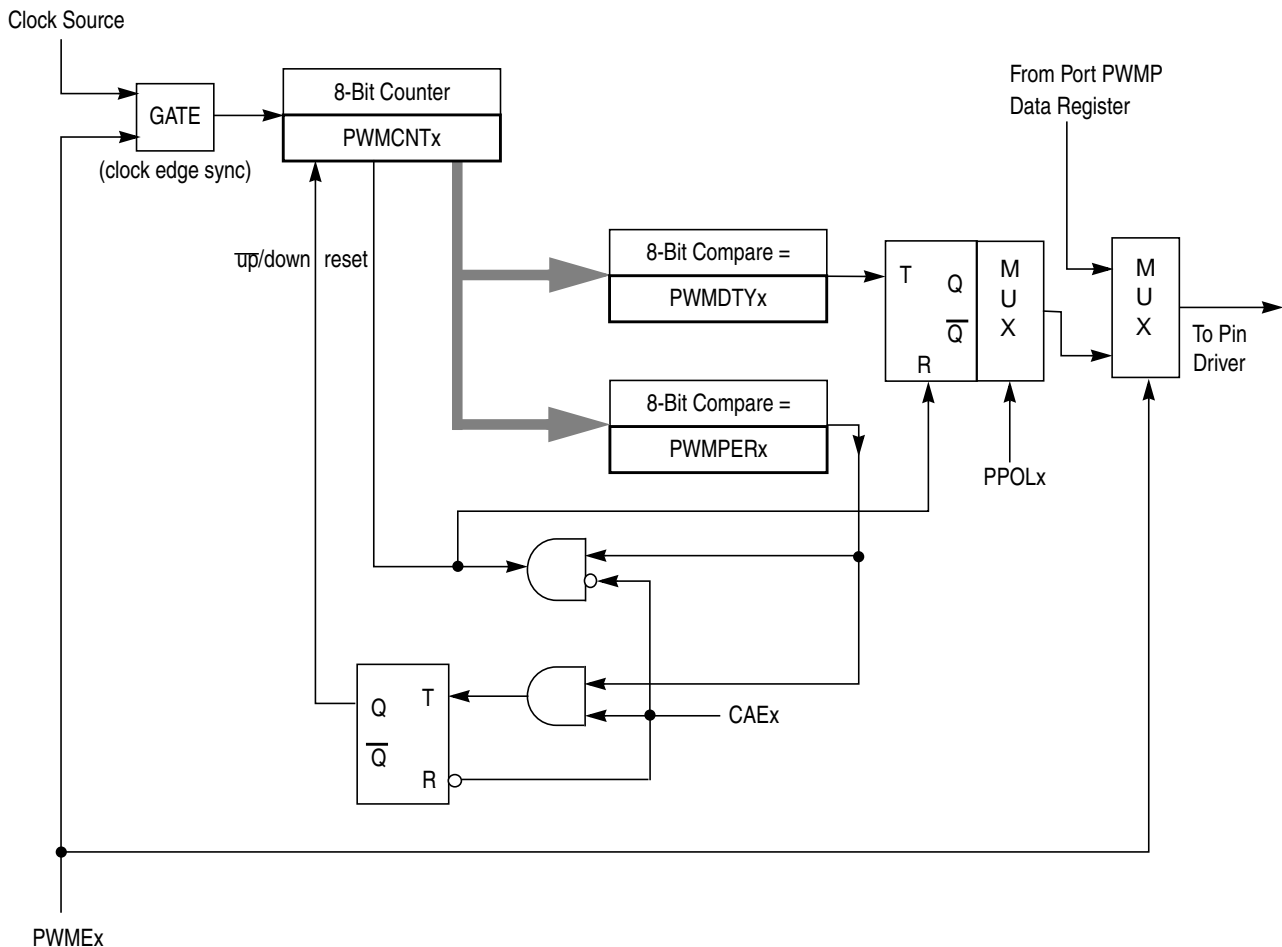 Clock Source
From Port PWMP
Data Register
8-Bit Counter
GATE
PWMCNTx
(clock edge sync)
u̅p̅/down
reset
8-Bit Compare =
PWMDTYx
T
Q
Q̅
R
M
U
X
M
U
X
To Pin
Driver
8-Bit Compare =
PWMPERx
PPOLx
Q
T
Q̅
R
CAEx
PWMEx